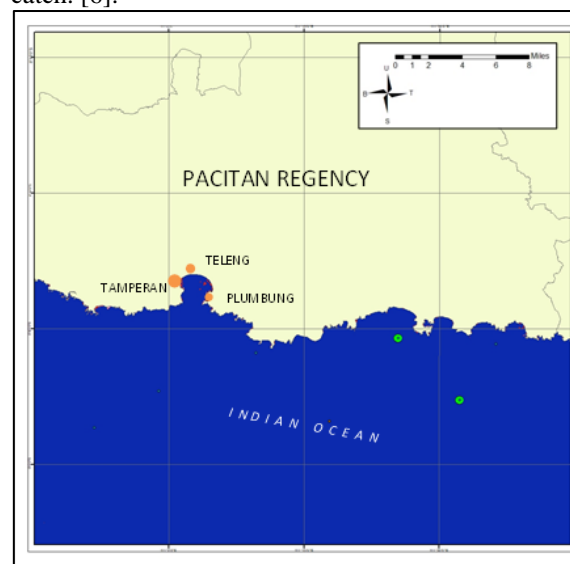 catch. [6].
Miles
0 1 2 4 6 8
U
B T
S
PACITAN REGENCY
TELENG
TAMPERAN
PLUMBUNG
INDIAN OCEAN